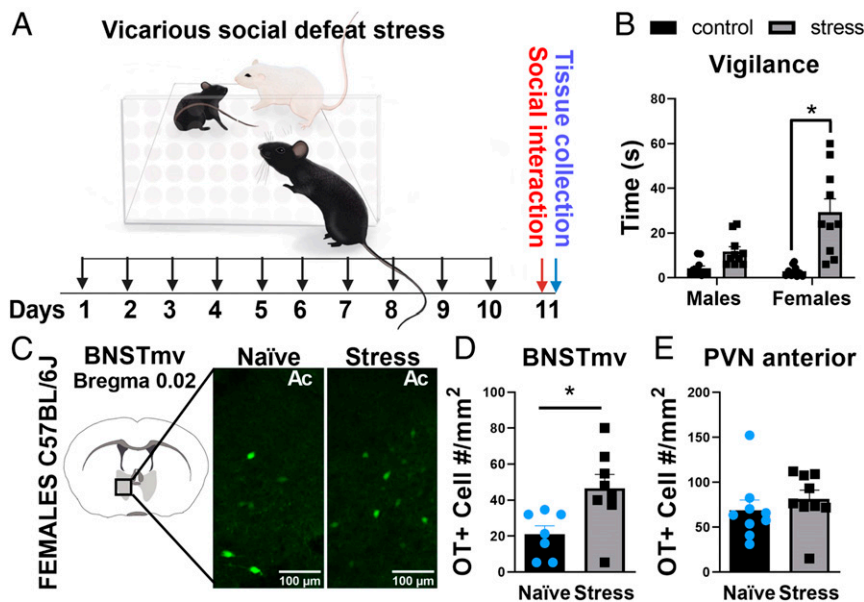 A
Vicarious social defeat stress
Social interaction
Tissue collection
Days 1 2 3 4 5 6 7 8 9 10 11
B
control stress
Vigilance
Time (s)
80
60
40
20
0
*
Males Females
C
FEMALES C57BL/6J
BNSTmv
Bregma 0.02
Naïve Stress
Ac Ac
100 µm 100 µm
D
BNSTmv
OT+ Cell #/mm2
100
80
60
40
20
0
*
Naïve Stress
E
PVN anterior
OT+ Cell #/mm2
200
150
100
50
0
Naïve Stress